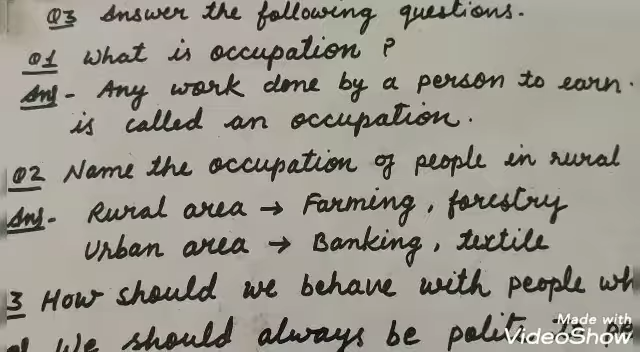 Q3 Answer the following questions.
Q1 What is occupation ?
Ans - Any work done by a person to earn.
is called an occupation.
Q2 Name the occupation of people in rural
Ans - Rural area → Farming, forestry
Urban area → Banking, textile
3 How should we behave with people wh
We should always be polit to pe
Made with
VideoShow